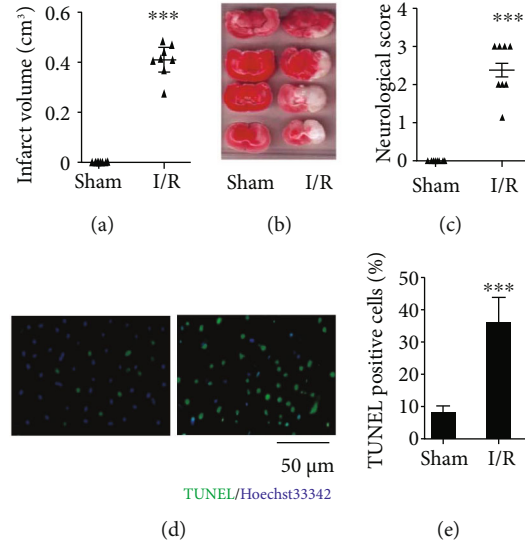 Infarct volume (cm³)
0.6
0.4
0.2
0
***
Sham I/R
(a)
Sham I/R
(b)
Neurological score
4
3
2
1
0
***
Sham I/R
(c)
50 μm
TUNEL/Hoechst33342
(d)
TUNEL positive cells (%)
50
40
30
20
10
0
***
Sham I/R
(e)